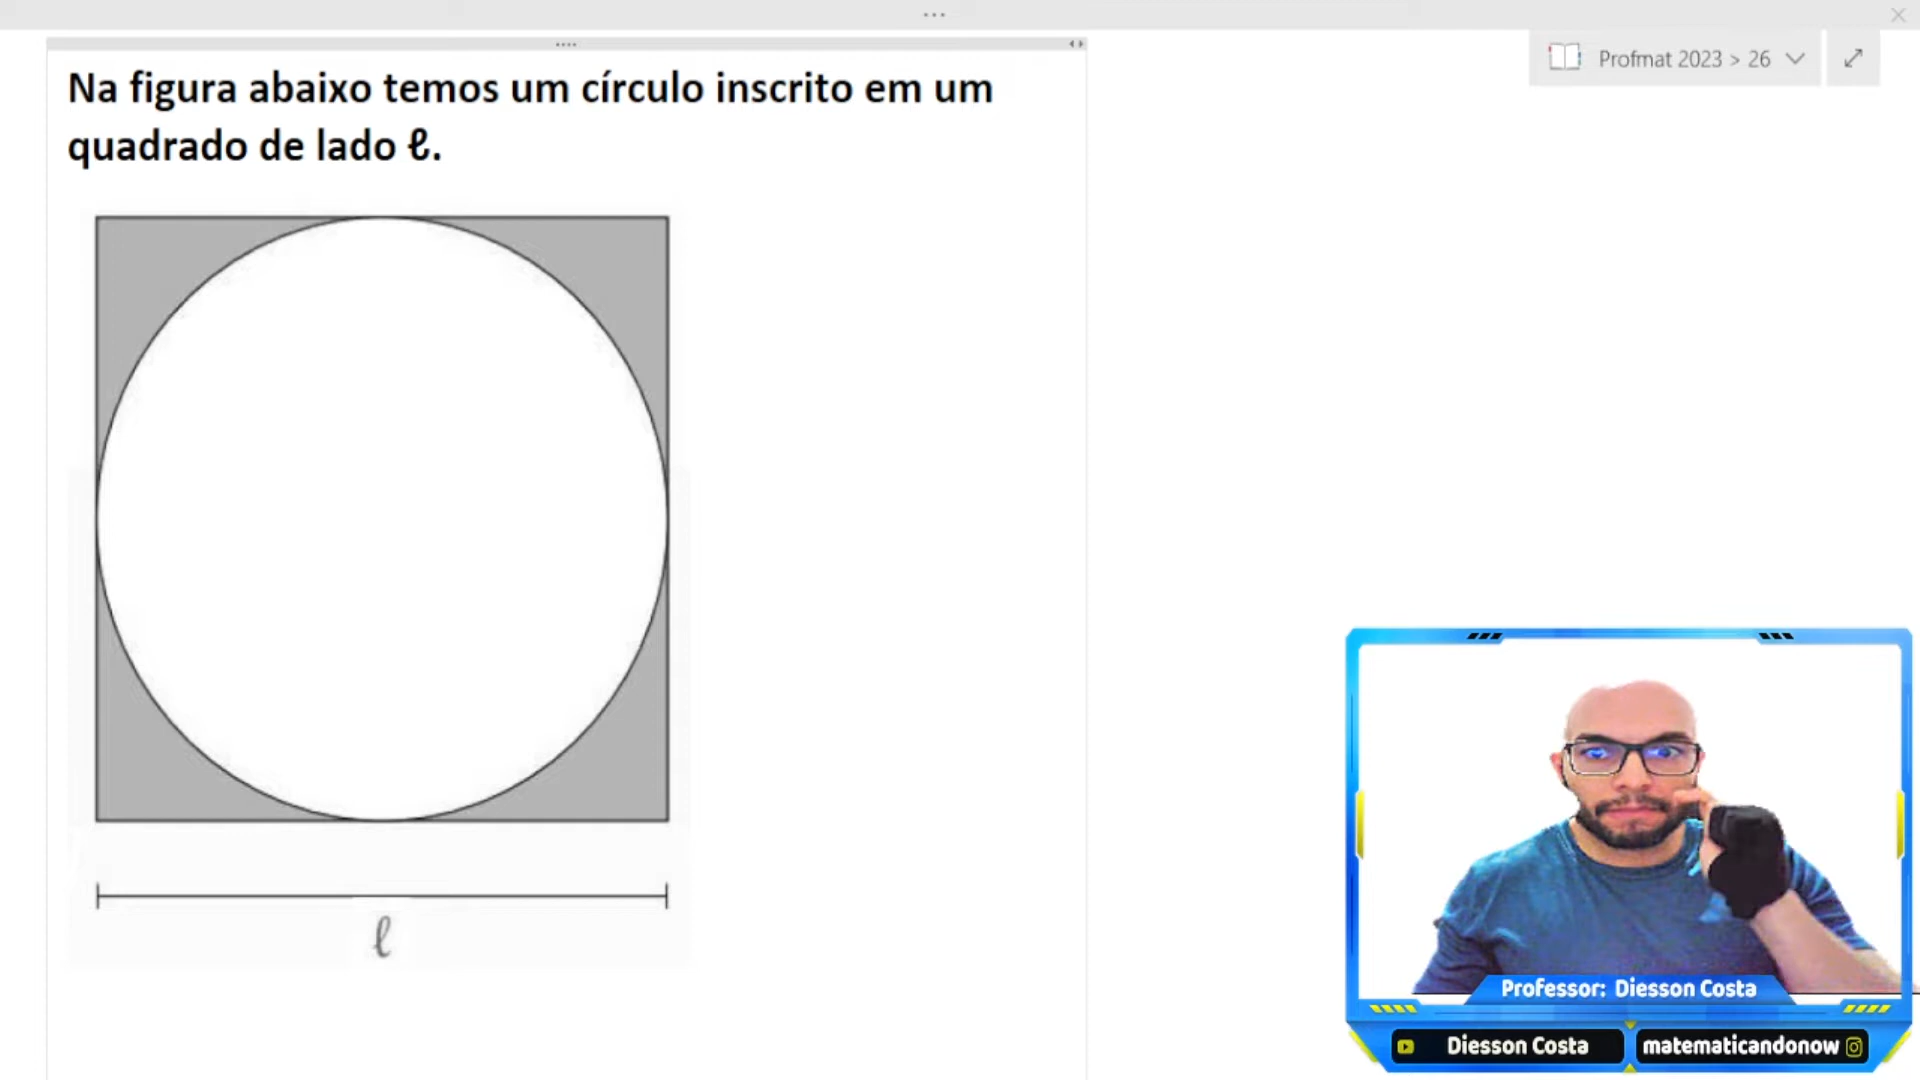 Profmat 2023 > 26
Na figura abaixo temos um círculo inscrito em um
quadrado de lado ℓ.
ℓ
Professor: Diesson Costa
Diesson Costa
matematicandonow